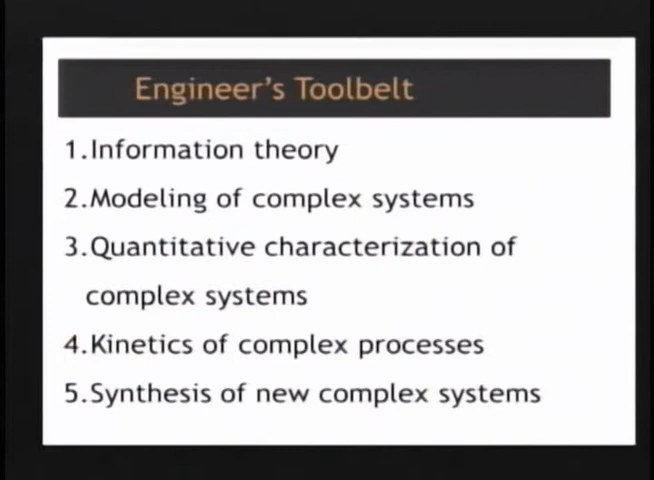 Engineer's Toolbelt
1.Information theory
2.Modeling of complex systems
3.Quantitative characterization of
complex systems
4.Kinetics of complex processes
5.Synthesis of new complex systems